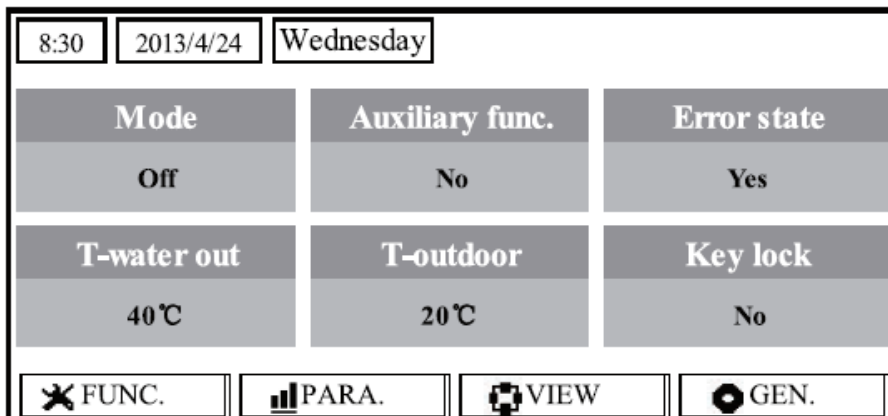 8:30 2013/4/24 Wednesday
Mode Auxiliary func. Error state
Off No Yes
T-water out T-outdoor Key lock
40℃ 20℃ No
FUNC. PARA. VIEW GEN.